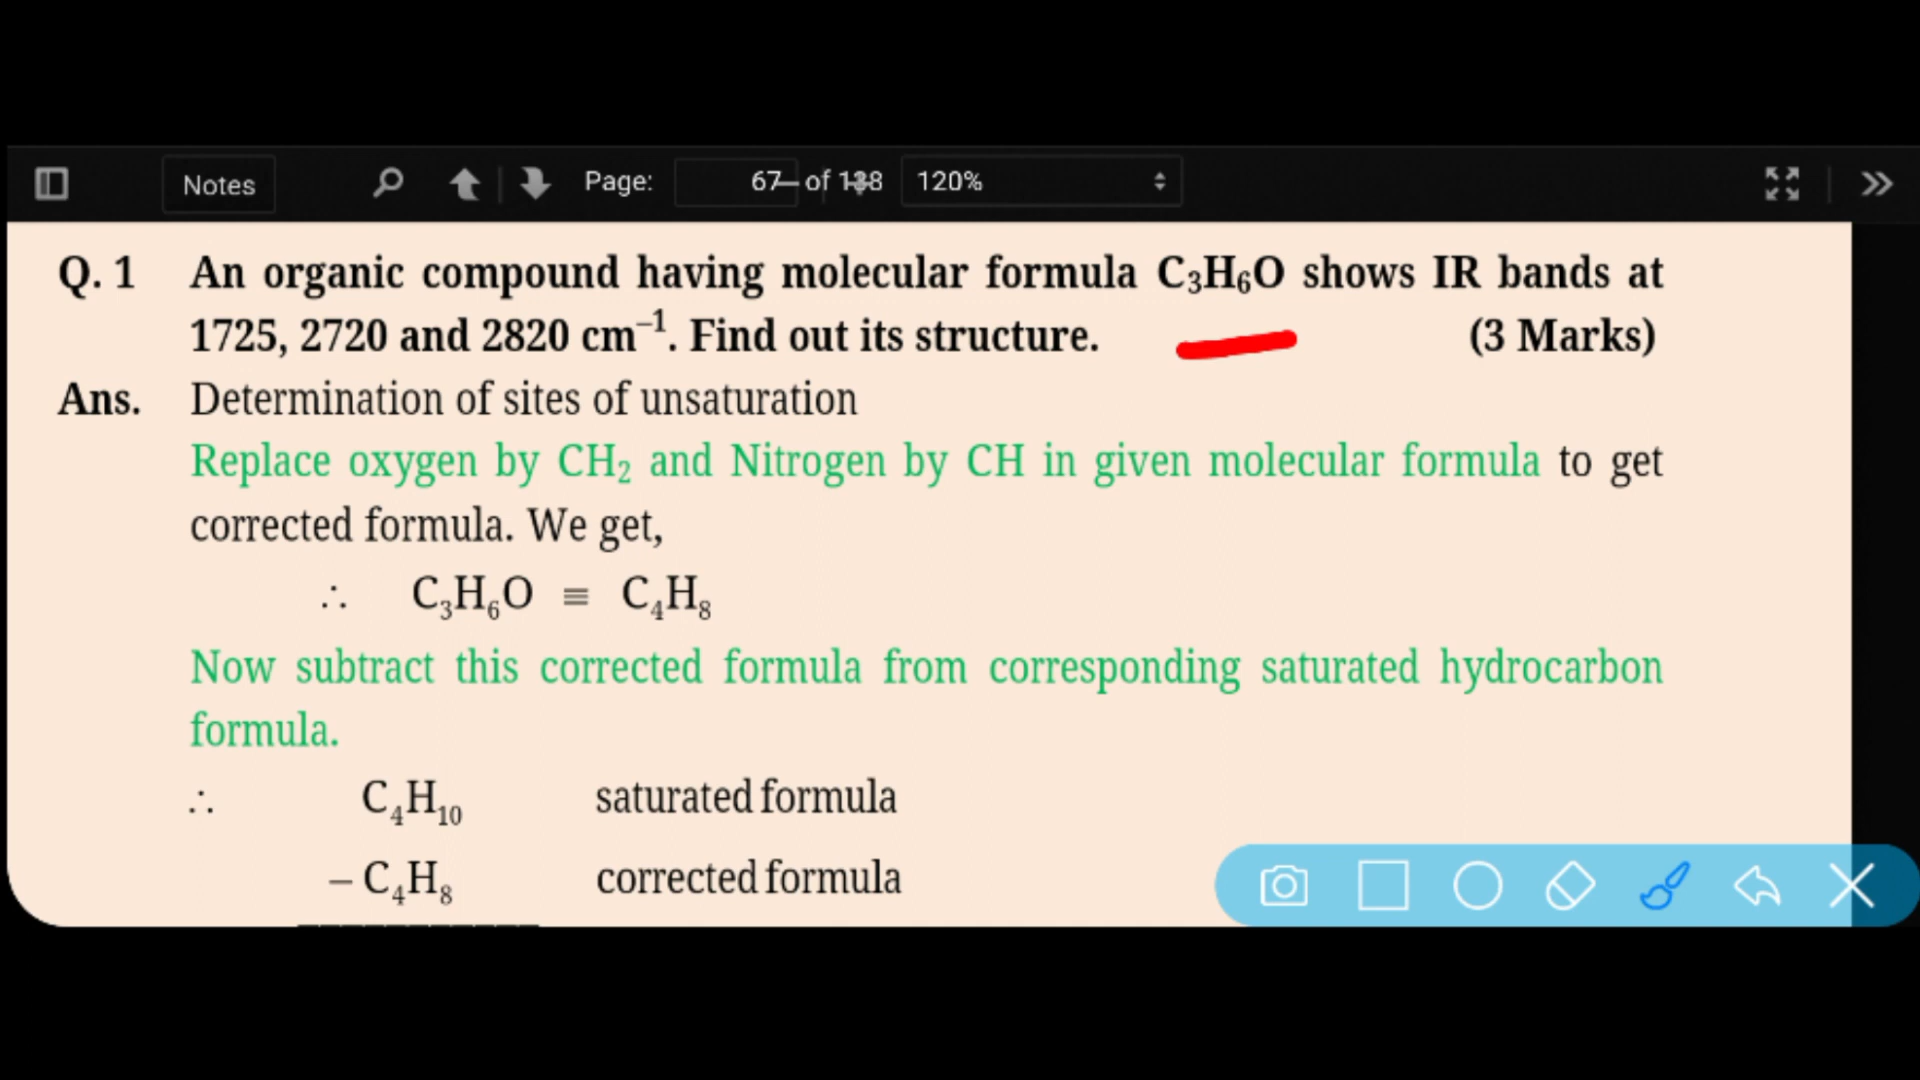 Notes Page: 67 of 138 120%
Q. 1 An organic compound having molecular formula C₃H₆O shows IR bands at
1725, 2720 and 2820 cm⁻¹. Find out its structure. (3 Marks)
Ans. Determination of sites of unsaturation
Replace oxygen by CH₂ and Nitrogen by CH in given molecular formula to get
corrected formula. We get,
∴ C₃H₆O ≡ C₄H₈
Now subtract this corrected formula from corresponding saturated hydrocarbon
formula.
∴ C₄H₁₀ saturated formula
– C₄H₈ corrected formula